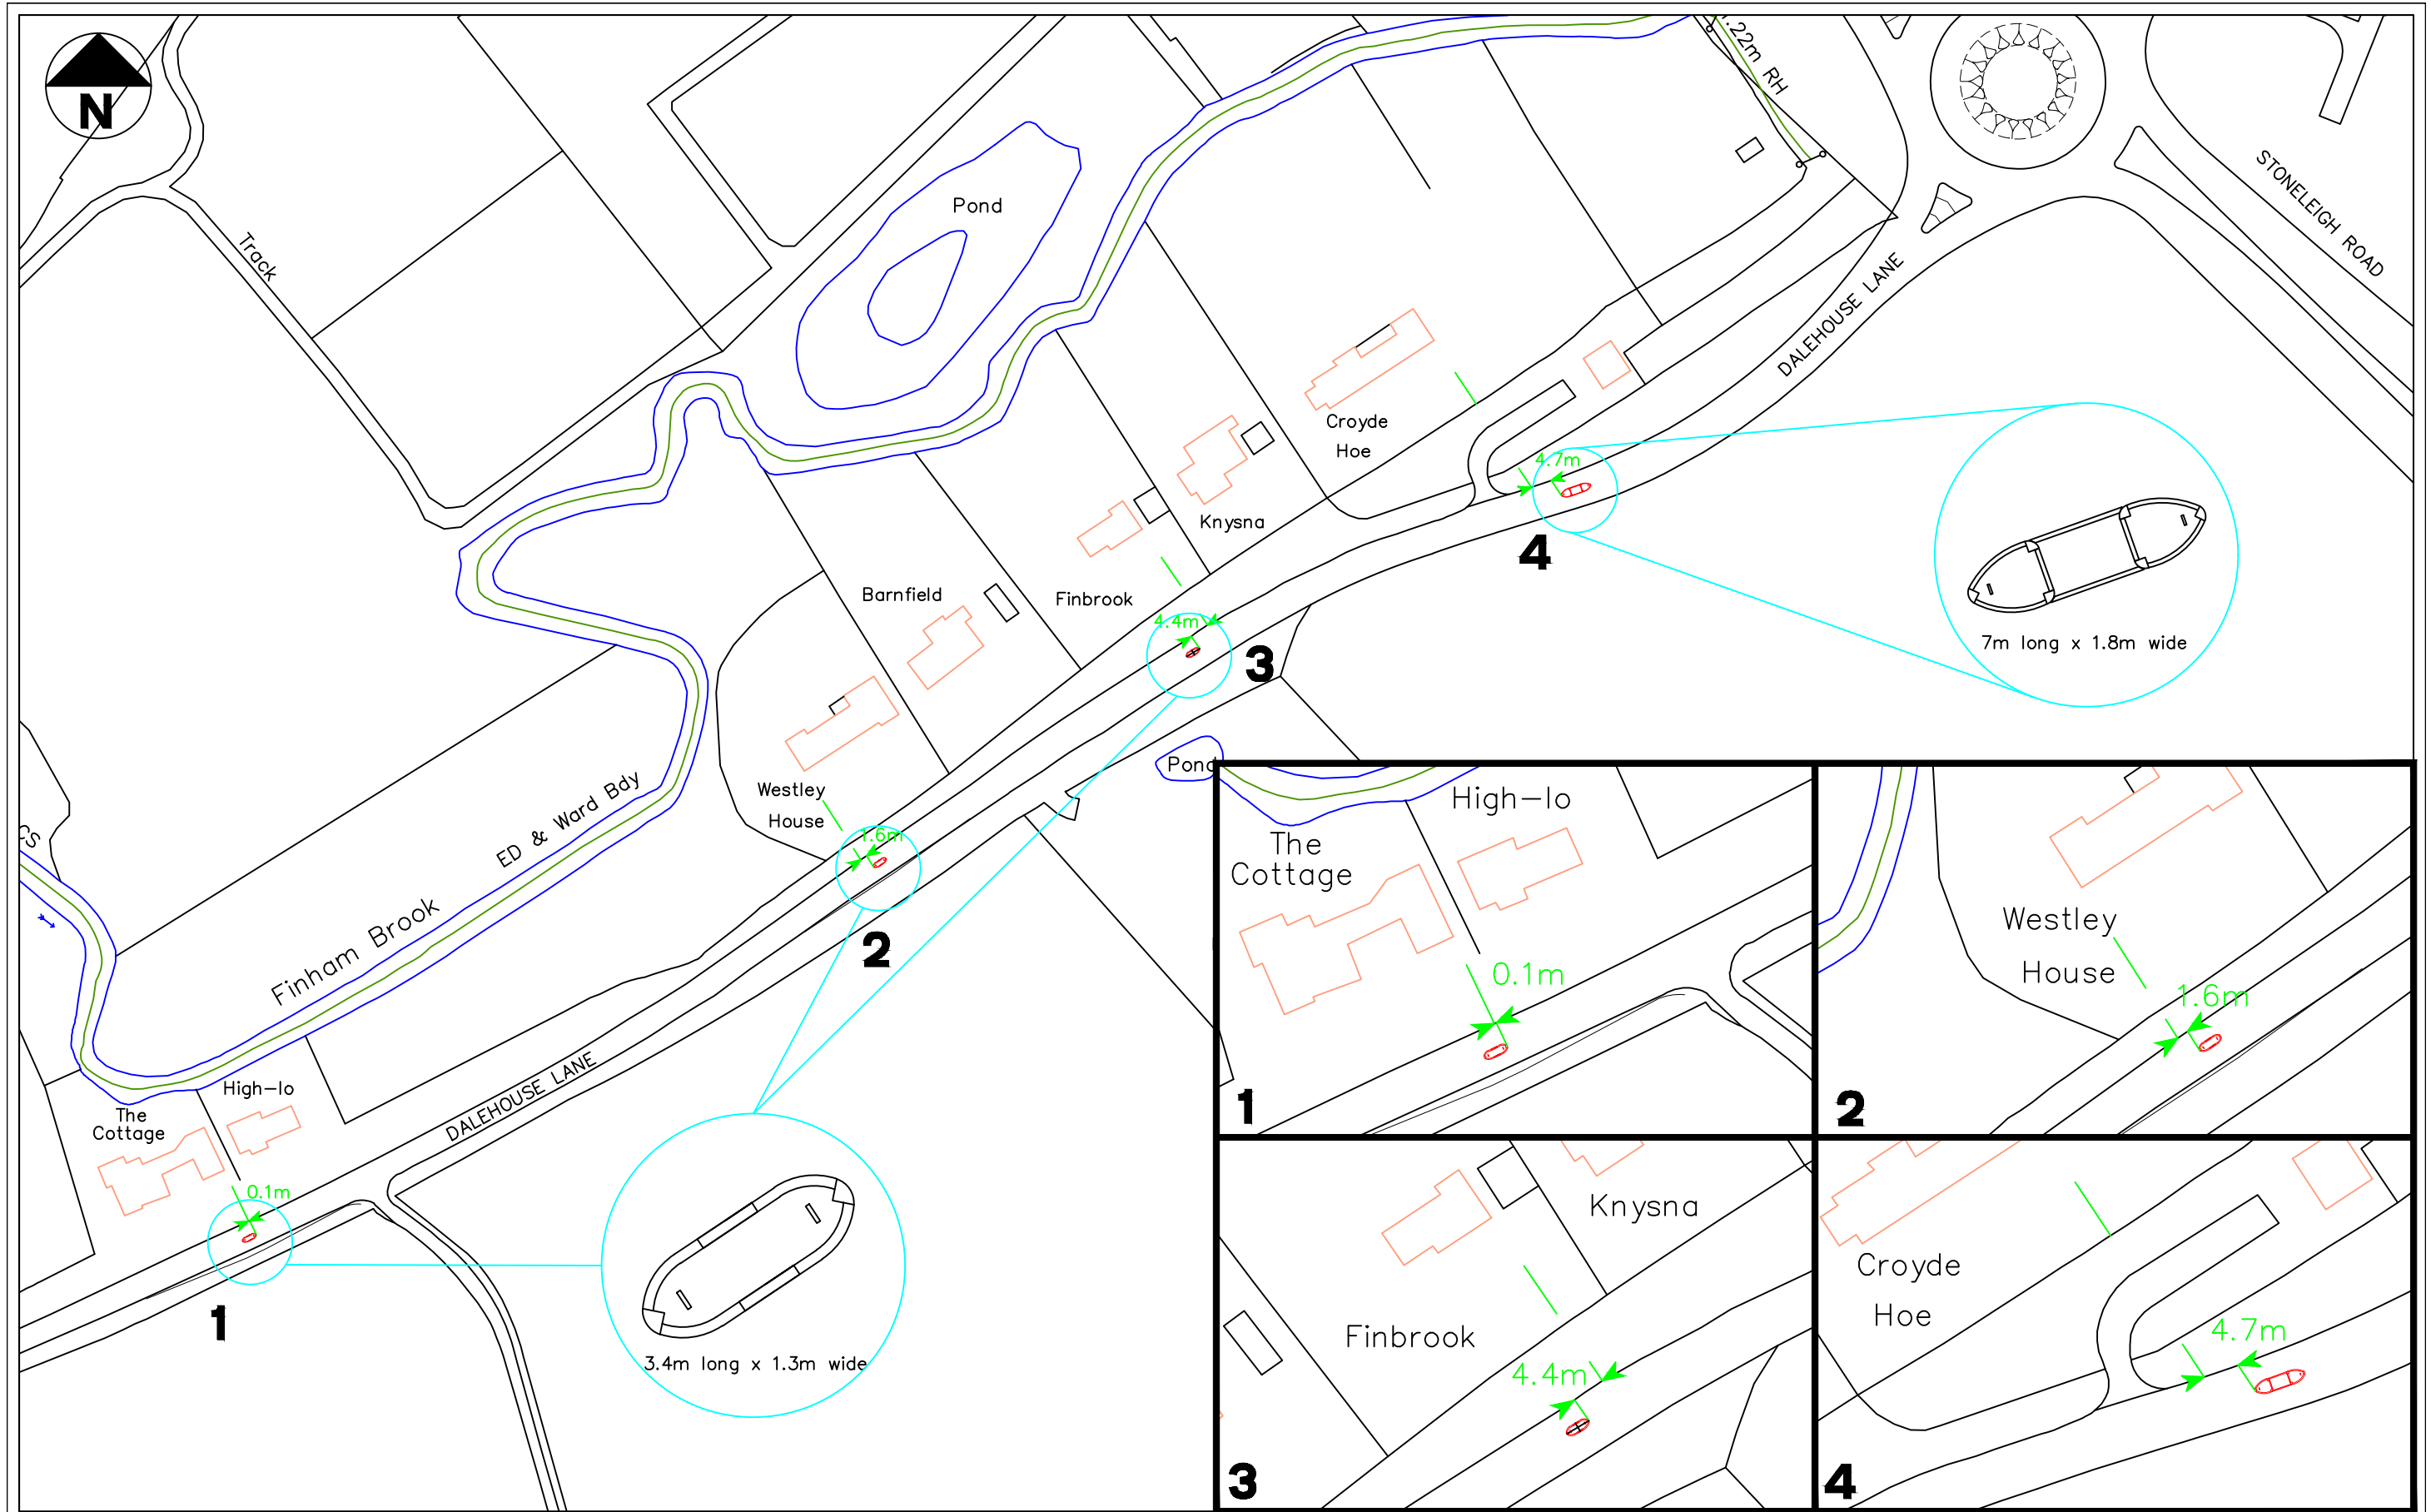 N
.22m RH
STONELEIGH ROAD
Track
Pond
DALEHOUSE LANE
Croyde
Hoe
4.7m
4
Knysna
Barnfield
Finbrook
4.4m
3
7m long x 1.8m wide
Westley
House
1.6m
2
Pond
ED & Ward Bdy
Finham Brook
CS
High-lo
The
Cottage
DALEHOUSE LANE
0.1m
1
3.4m long x 1.3m wide
High-lo
The
Cottage
0.1m
1
Westley
House
1.6m
2
Knysna
Finbrook
4.4m
3
Croyde
Hoe
4.7m
4